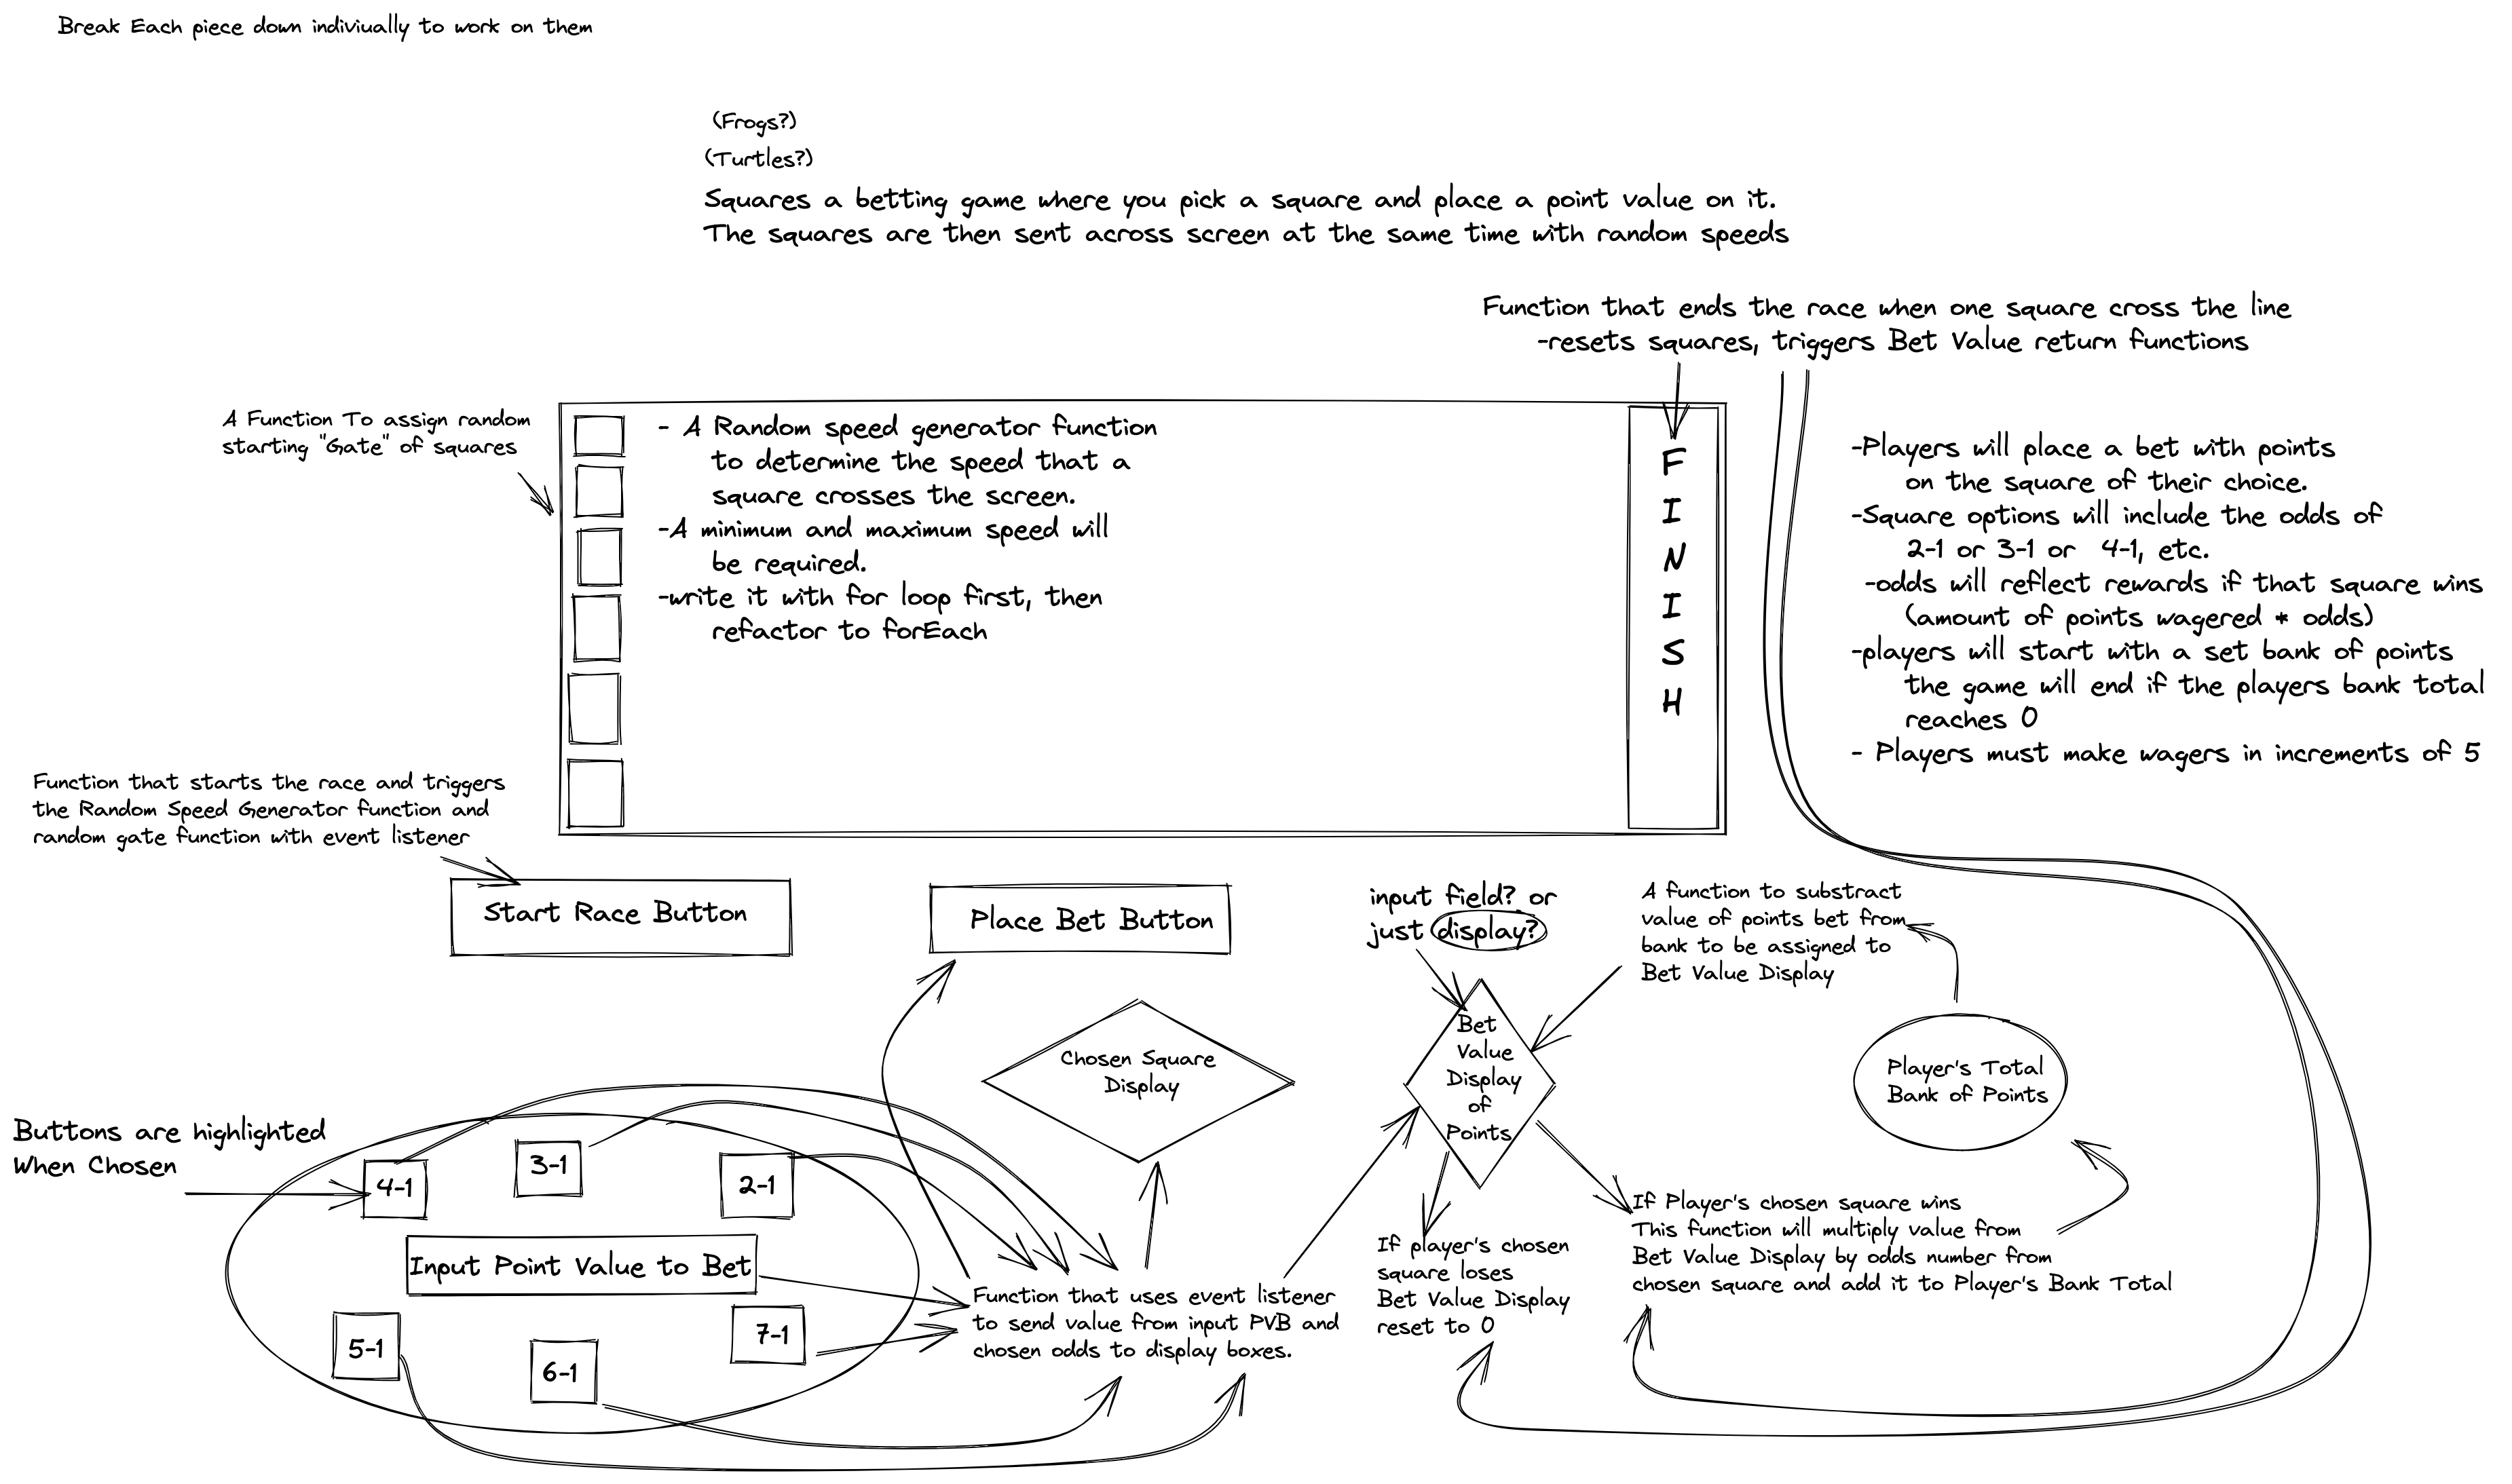 Break Each piece down indiviually to work on them
(Frogs?)
(Turtles?)
Squares a betting game where you pick a square and place a point value on it.
The squares are then sent across screen at the same time with random speeds
Function that ends the race when one square cross the line
-resets squares, triggers Bet Value return functions
A Function To assign random
starting "Gate" of squares
- A Random speed generator function
to determine the speed that a
square crosses the screen.
-A minimum and maximum speed will
be required.
-write it with for loop first, then
refactor to forEach
F
I
N
I
S
H
-Players will place a bet with points
on the square of their choice.
-Square options will include the odds of
2-1 or 3-1 or 4-1, etc.
-odds will reflect rewards if that square wins
(amount of points wagered * odds)
-players will start with a set bank of points
the game will end if the players bank total
reaches 0
- Players must make wagers in increments of 5
Function that starts the race and triggers
the Random Speed Generator function and
random gate function with event listener
Start Race Button
Place Bet Button
input field? or
just display?
A function to substract
value of points bet from
bank to be assigned to
Bet Value Display
Chosen Square
Display
Bet
Value
Display
of
Points
Player's Total
Bank of Points
Buttons are highlighted
When Chosen
4-1
3-1
2-1
Input Point Value to Bet
5-1
6-1
7-1
Function that uses event listener
to send value from input PVB and
chosen odds to display boxes.
If player's chosen
square loses
Bet Value Display
reset to 0
If Player's chosen square wins
This function will multiply value from
Bet Value Display by odds number from
chosen square and add it to Player's Bank Total